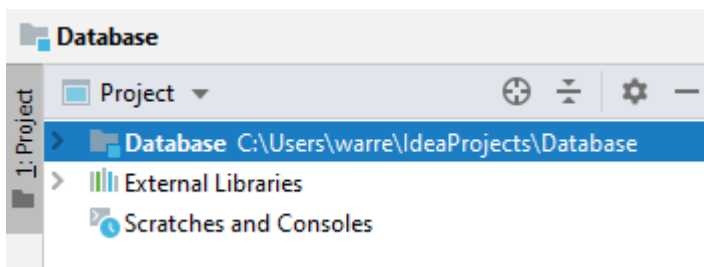 Database
1: Project
Project
Database C:\Users\warre\IdeaProjects\Database
External Libraries
Scratches and Consoles